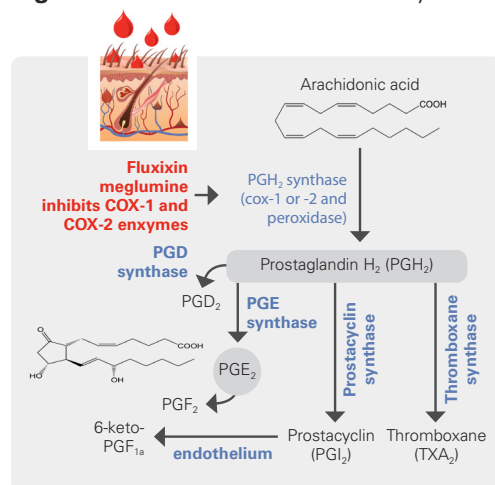 Arachidonic acid
COOH
Fluxixin
meglumine
inhibits COX-1 and
COX-2 enxymes
PGH₂ synthase
(cox-1 or -2 and
peroxidase)
PGD
synthase
Prostaglandin H₂ (PGH₂)
PGD₂
PGE
synthase
Prostacyclin
synthase
Thromboxane
synthase
O
COOH
HO
OH
PGE₂
PGF₂
6-keto-
PGF₁ₐ
endothelium
Prostacyclin
(PGI₂)
Thromboxane
(TXA₂)